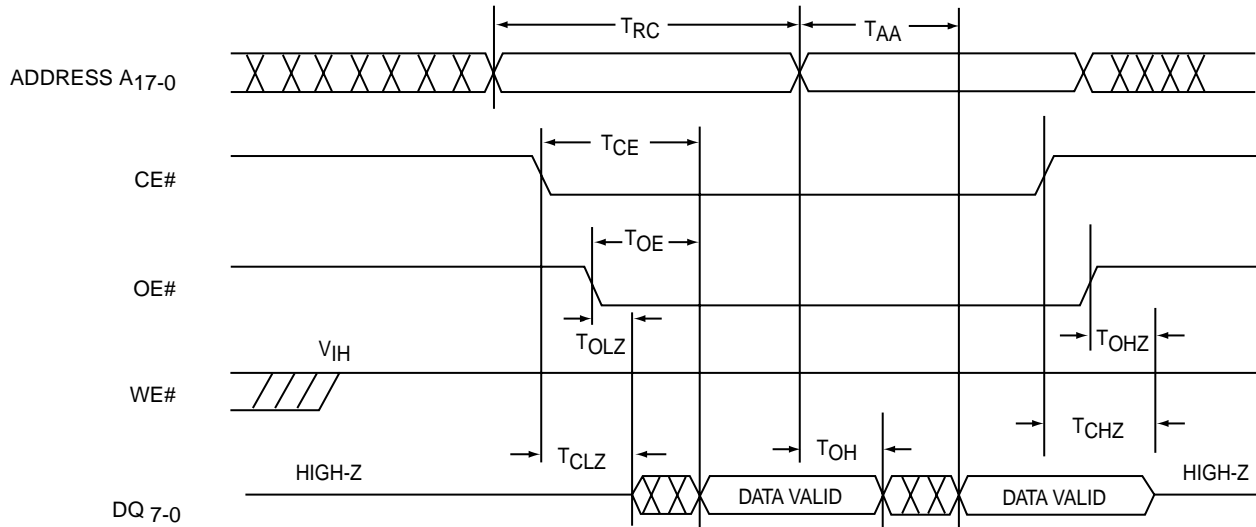 TRC
TAA
ADDRESS A17-0
TCE
CE#
TOE
OE#
TOLZ
TOHZ
VIH
WE#
TCLZ
TOH
TCHZ
HIGH-Z
HIGH-Z
DATA VALID
DATA VALID
DQ 7-0